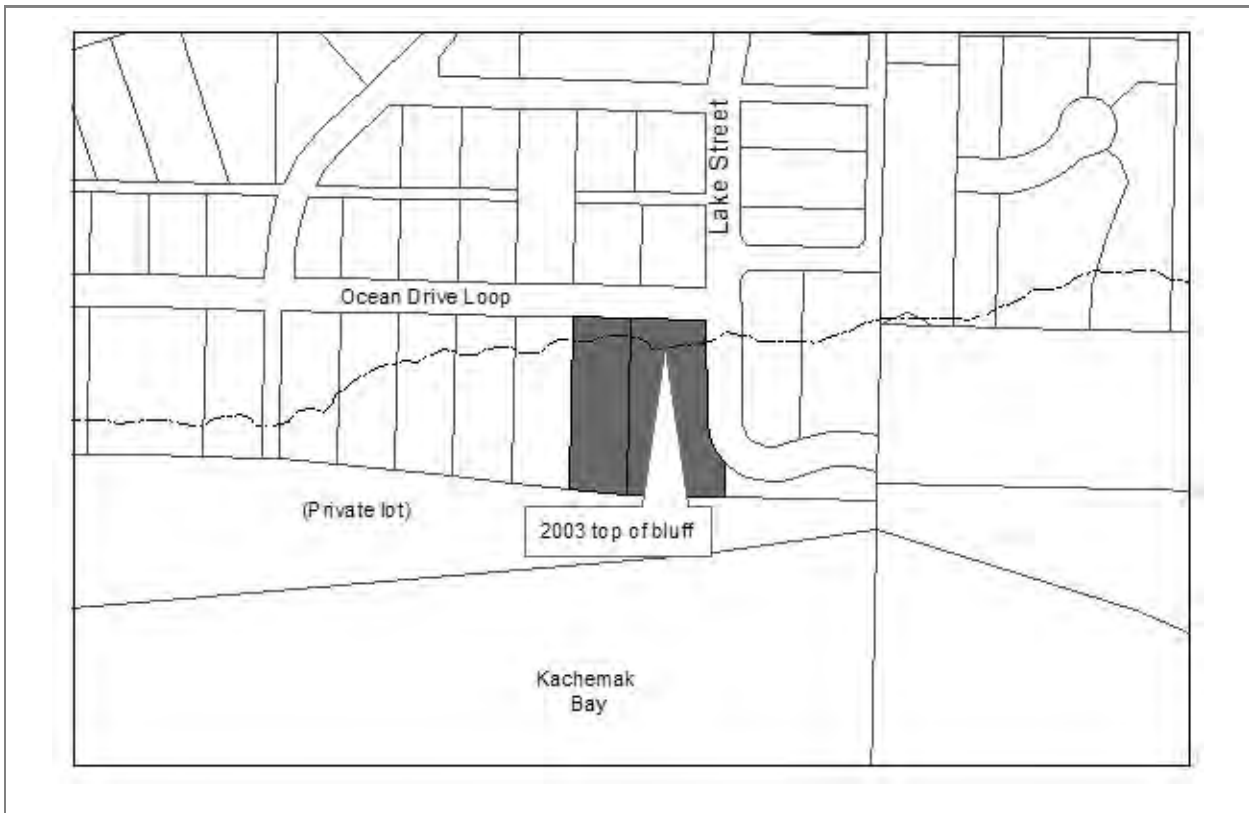 Lake Street
Ocean Drive Loop
(Private lot)
2003 top of bluff
Kachemak
Bay